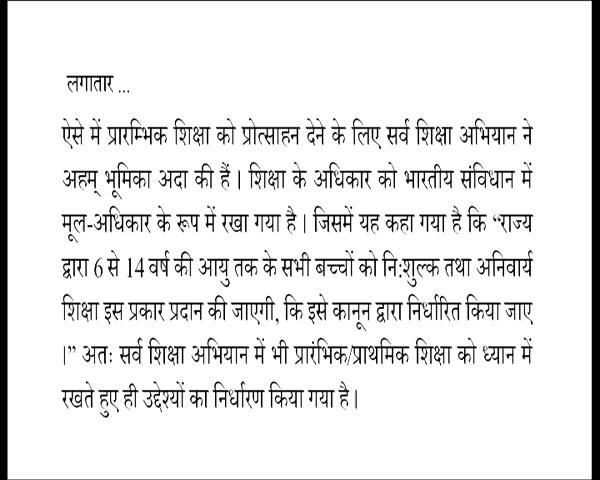 लगातार ...
ऐसे में प्रारम्भिक शिक्षा को प्रोत्साहन देने के लिए सर्व शिक्षा अभियान ने
अहम् भूमिका अदा की हैं। शिक्षा के अधिकार को भारतीय संविधान में
मूल-अधिकार के रूप में रखा गया है। जिसमें यह कहा गया है कि “राज्य
द्वारा 6 से 14 वर्ष की आयु तक के सभी बच्चों को नि:शुल्क तथा अनिवार्य
शिक्षा इस प्रकार प्रदान की जाएगी, कि इसे कानून द्वारा निर्धारित किया जाए
।” अतः सर्व शिक्षा अभियान में भी प्रारंभिक/प्राथमिक शिक्षा को ध्यान में
रखते हुए ही उद्देश्यों का निर्धारण किया गया है।